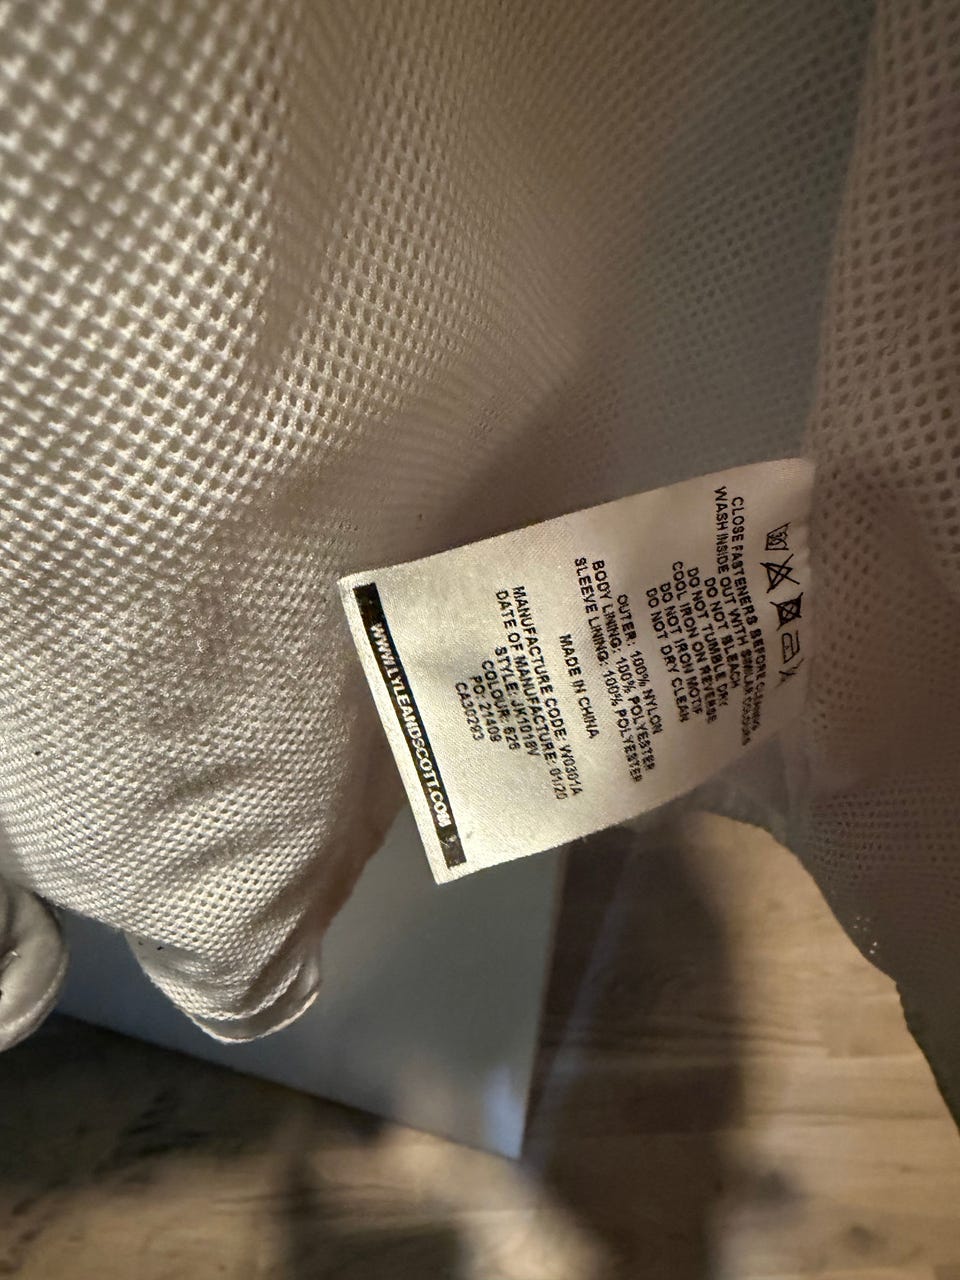 CLOSE FASTENERS BEFORE CLEANING
WASH INSIDE OUT WITH SIMILAR COLOURS
DO NOT BLEACH
DO NOT TUMBLE DRY
COOL IRON ON REVERSE
DO NOT IRON MOTIF
DO NOT DRY CLEAN
OUTER: 100% NYLON
BODY LINING: 100% POLYESTER
SLEEVE LINING: 100% POLYESTER
MADE IN CHINA
MANUFACTURE CODE: W0301A
DATE OF MANUFACTURE: 01/20
STYLE: JK1018V
COLOUR: 626
PO: 21409
CA30293
WWW.LYLEANDSCOTT.COM